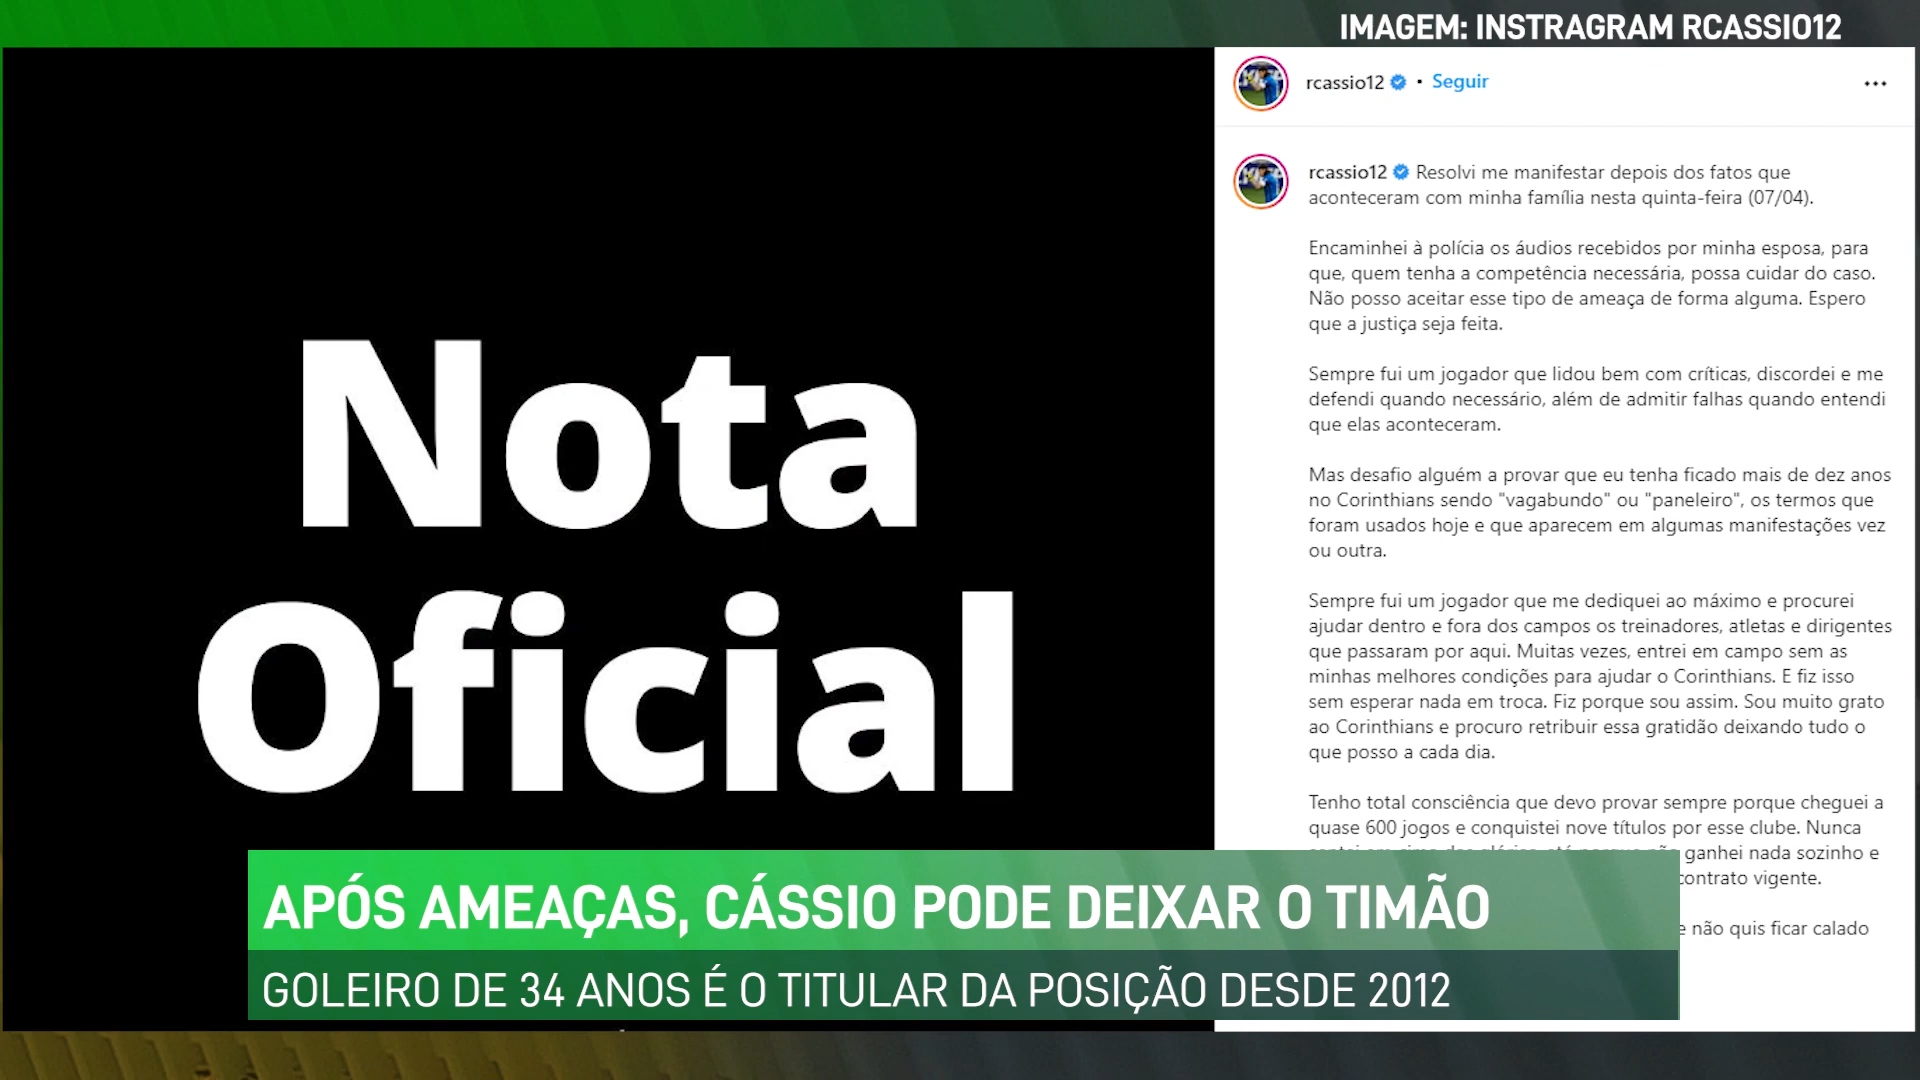 IMAGEM: INSTRAGRAM RCASSIO12
rcassio12 • Seguir
rcassio12 Resolvi me manifestar depois dos fatos que
aconteceram com minha família nesta quinta-feira (07/04).
Encaminhei à polícia os áudios recebidos por minha esposa, para
que, quem tenha a competência necessária, possa cuidar do caso.
Não posso aceitar esse tipo de ameaça de forma alguma. Espero
que a justiça seja feita.
Sempre fui um jogador que lidou bem com críticas, discordei e me
defendi quando necessário, além de admitir falhas quando entendi
que elas aconteceram.
Mas desafio alguém a provar que eu tenha ficado mais de dez anos
no Corinthians sendo "vagabundo" ou "paneleiro", os termos que
foram usados hoje e que aparecem em algumas manifestações vez
ou outra.
Sempre fui um jogador que me dediquei ao máximo e procurei
ajudar dentro e fora dos campos os treinadores, atletas e dirigentes
que passaram por aqui. Muitas vezes, entrei em campo sem as
minhas melhores condições para ajudar o Corinthians. E fiz isso
sem esperar nada em troca. Fiz porque sou assim. Sou muito grato
ao Corinthians e procuro retribuir essa gratidão deixando tudo o
que posso a cada dia.
Tenho total consciência que devo provar sempre porque cheguei a
quase 600 jogos e conquistei nove títulos por esse clube. Nunca
ganhei nada sozinho e
contrato vigente.
e não quis ficar calado
Nota
Oficial
APÓS AMEAÇAS, CÁSSIO PODE DEIXAR O TIMÃO
GOLEIRO DE 34 ANOS É O TITULAR DA POSIÇÃO DESDE 2012